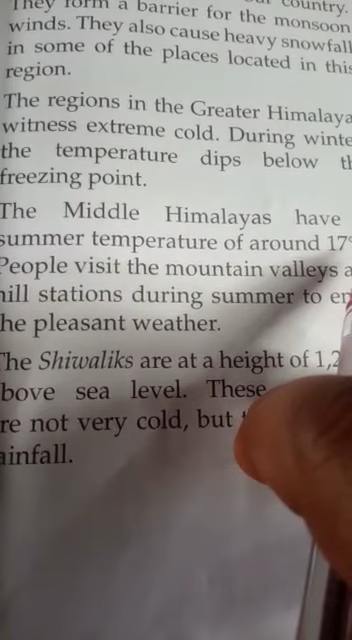 They form a barrier for the monsoon country.
winds. They also cause heavy snowfall
in some of the places located in this
region.
The regions in the Greater Himalaya
witness extreme cold. During winte
the temperature dips below th
freezing point.
The Middle Himalayas have
summer temperature of around 17°
People visit the mountain valleys a
hill stations during summer to en
he pleasant weather.
The Shiwaliks are at a height of 1,2
bove sea level. These
re not very cold, but
ainfall.